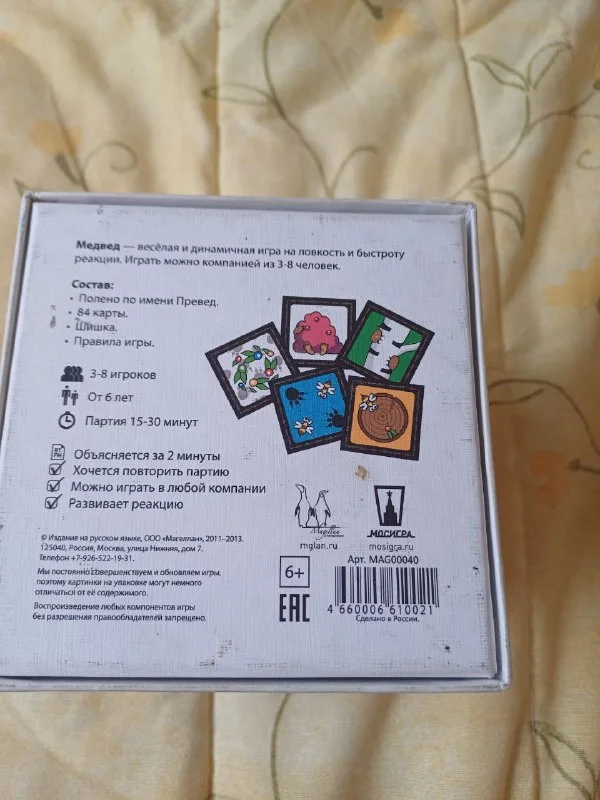 Медвед — весёлая и динамичная игра на ловкость и быстроту
реакции. Играть можно компанией из 3-8 человек.
Состав:
• Полено по имени Превед.
• 84 карты.
• Шишка.
• Правила игры.
3-8 игроков
От 6 лет
Партия 15-30 минут
Объясняется за 2 минуты
Хочется повторить партию
Можно играть в любой компании
Развивает реакцию
Magellan
mglan.ru
МОСИГРА
mosigra.ru
© Издание на русском языке, ООО «Магеллан», 2011-2013.
125040, Россия, Москва, улица Нижняя, дом 7.
Телефон +7-926-522-19-31.
Мы постоянно совершенствуем и обновляем игры,
поэтому картинки на упаковке могут немного
отличаться от её содержимого.
Воспроизведение любых компонентов игры
без разрешения правообладателей запрещено.
6+
EAC
Арт. MAG00040
4 660006 610021
Сделано в России.